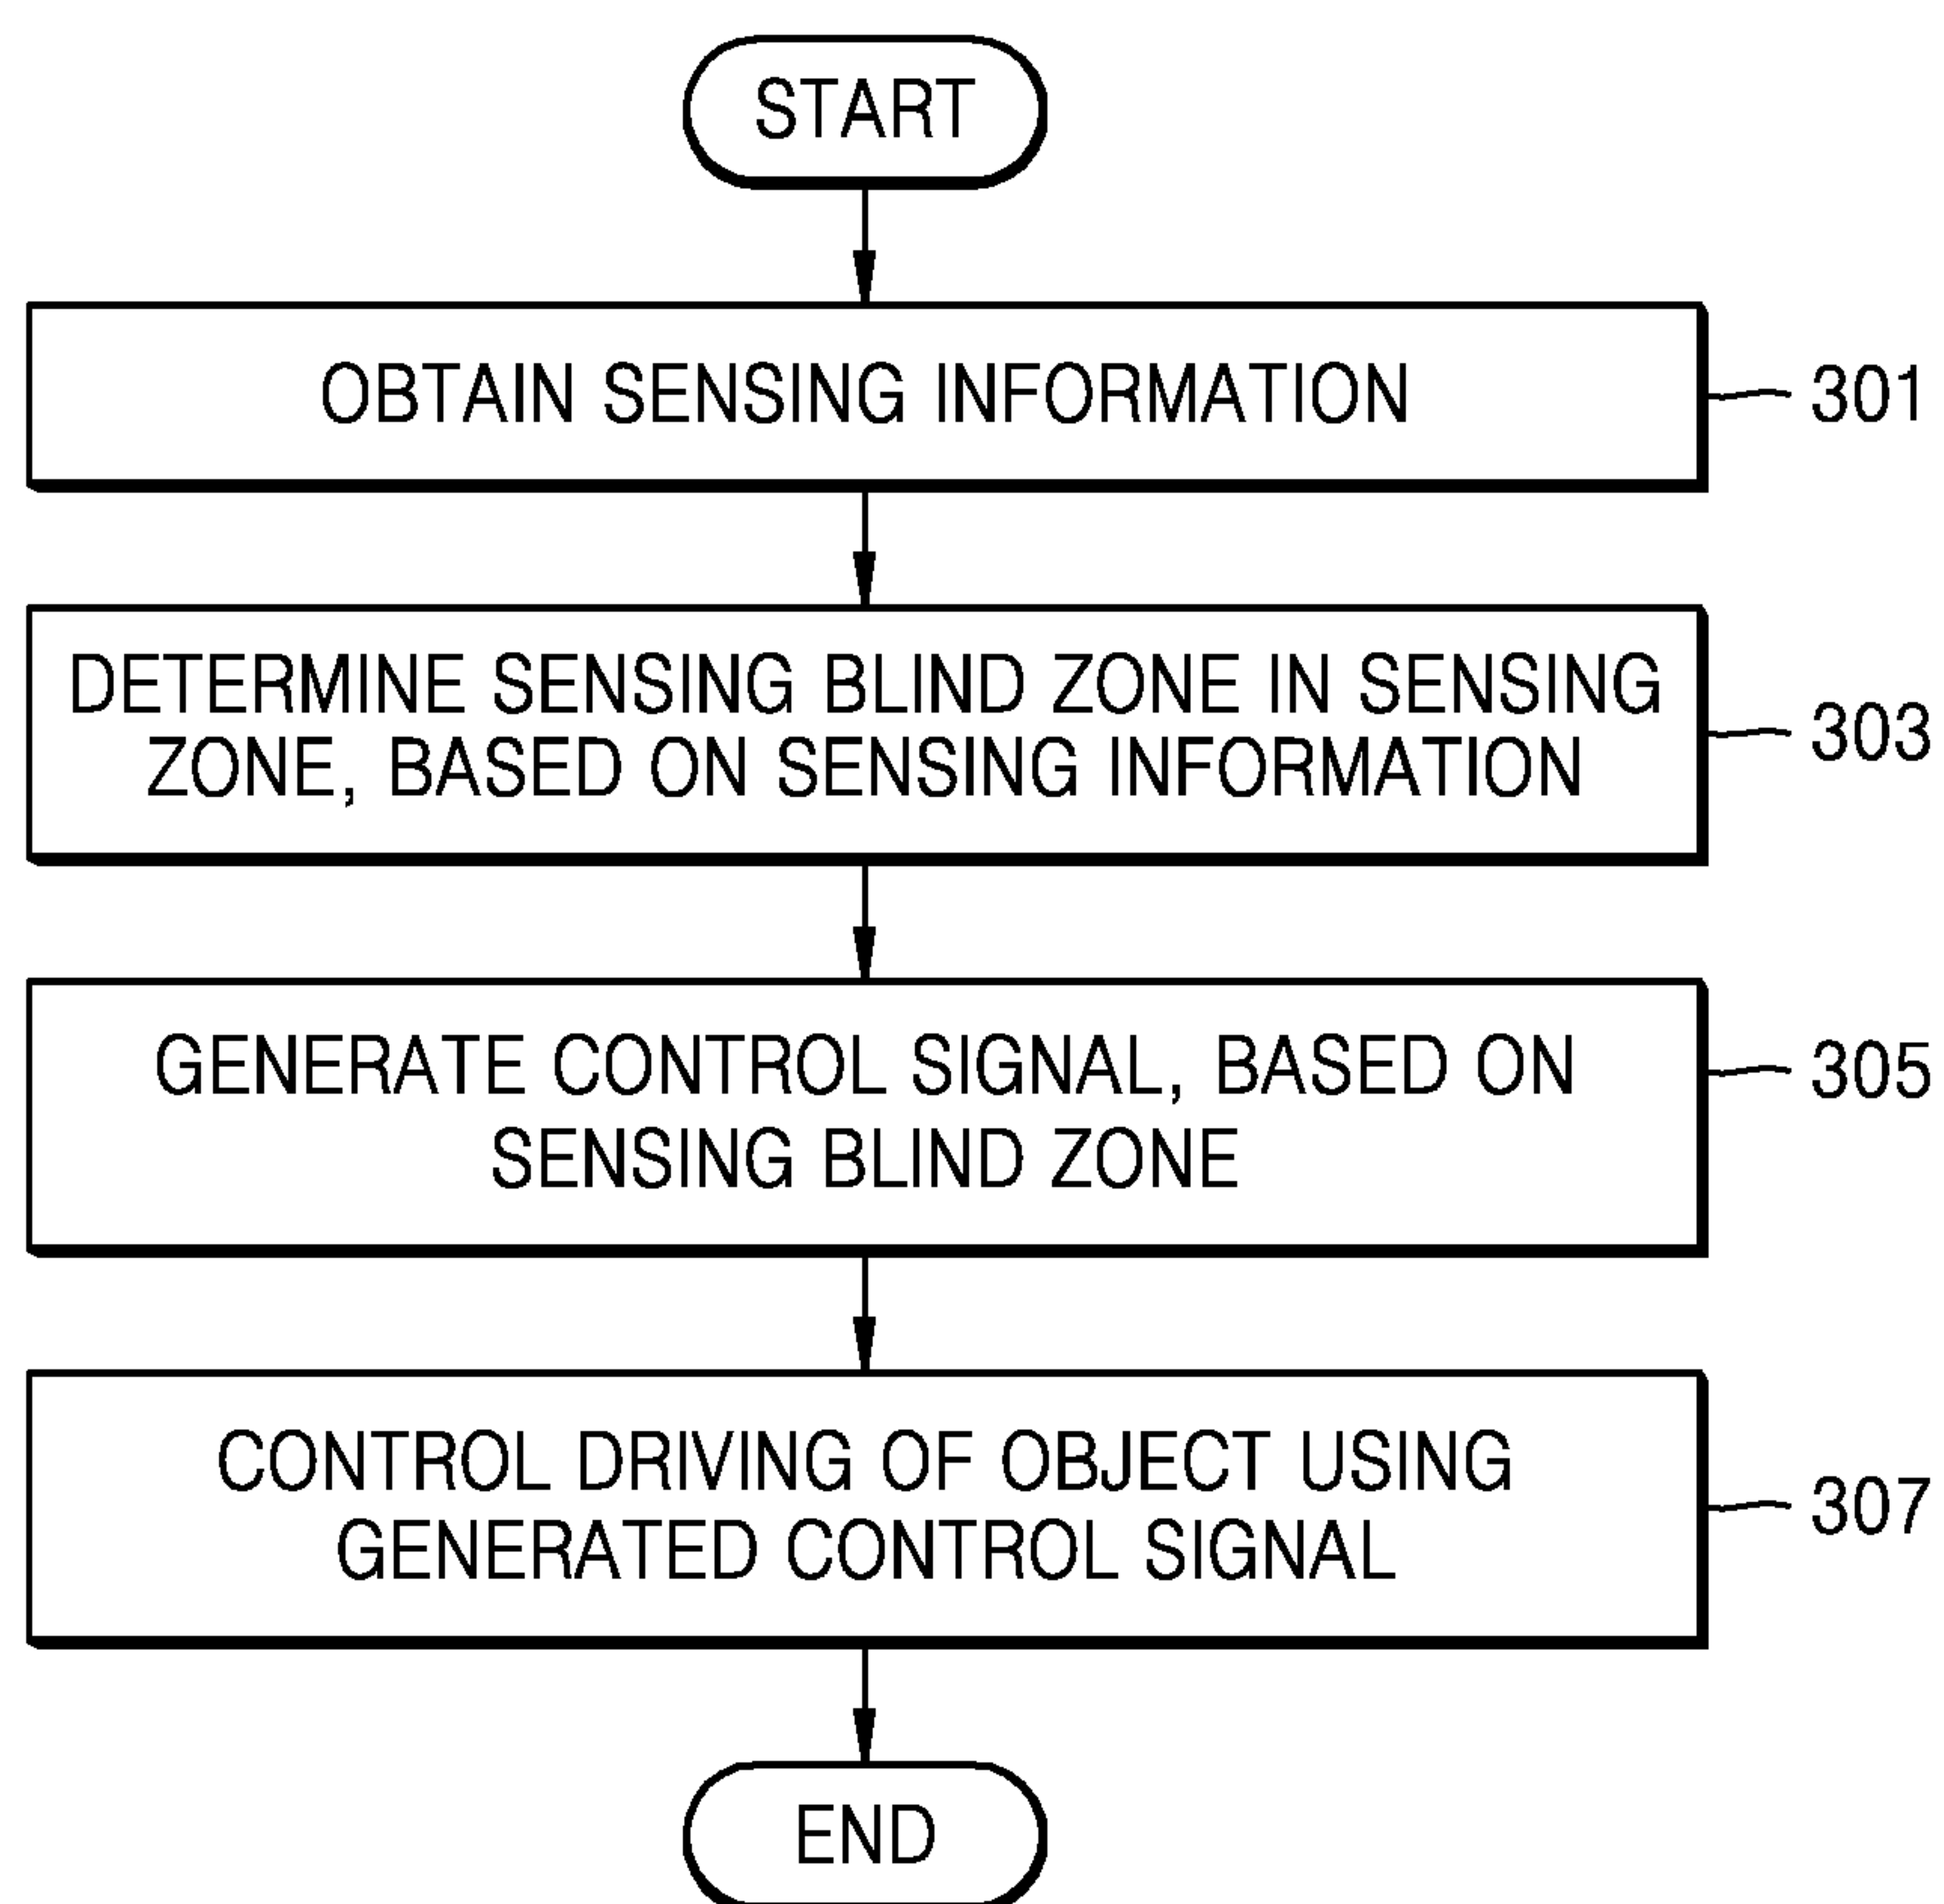 START
OBTAIN SENSING INFORMATION
301
DETERMINE SENSING BLIND ZONE IN SENSING
ZONE, BASED ON SENSING INFORMATION
303
GENERATE CONTROL SIGNAL, BASED ON
SENSING BLIND ZONE
305
CONTROL DRIVING OF OBJECT USING
GENERATED CONTROL SIGNAL
307
END